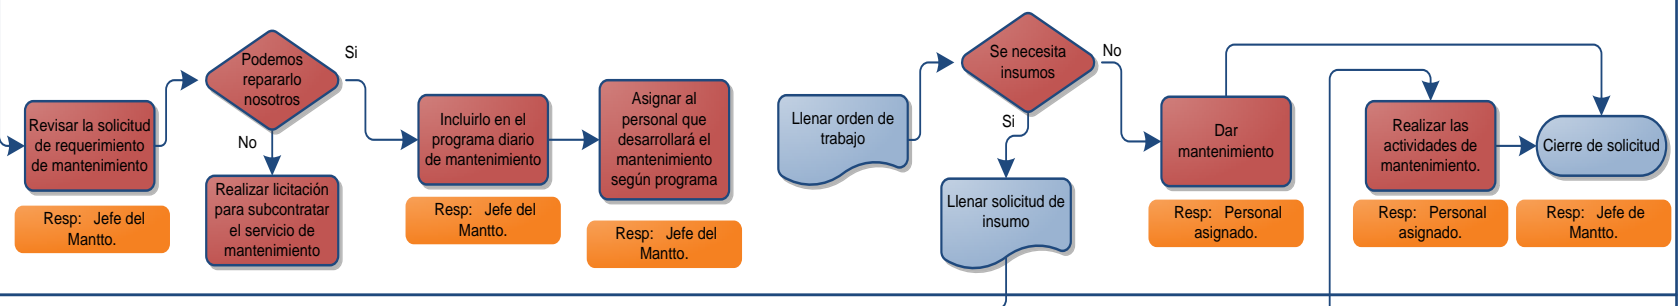 Revisar la solicitud
de requerimiento
de mantenimiento
Resp: Jefe del
Mantto.
Podemos
repararlo
nosotros
Si
No
Realizar licitación
para subcontratar
el servicio de
mantenimiento
Incluirlo en el
programa diario
de mantenimiento
Resp: Jefe del
Mantto.
Asignar al
personal que
desarrollará el
mantenimiento
según programa
Resp: Jefe del
Mantto.
Llenar orden de
trabajo
Se necesita
insumos
No
Si
Llenar solicitud de
insumo
Dar
mantenimiento
Resp: Personal
asignado.
Realizar las
actividades de
mantenimiento.
Resp: Personal
asignado.
Cierre de solicitud
Resp: Jefe de
Mantto.